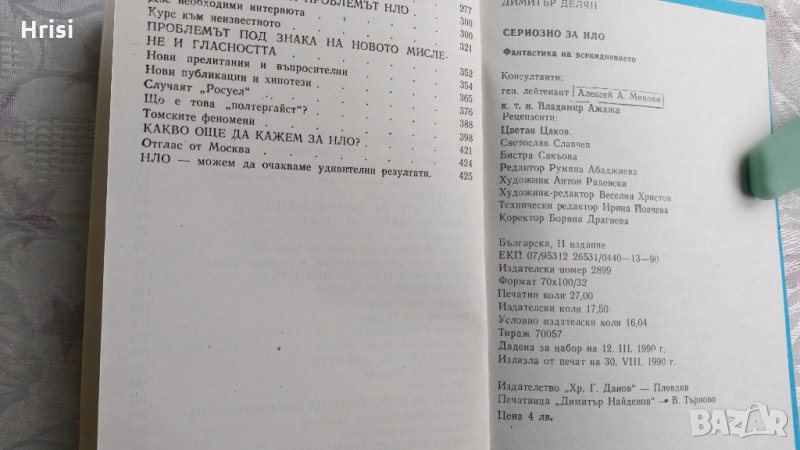 Hrisi
ПРОБЛЕМЪТ НЛО . 277
Две необходими интервюта . 300
Курс към неизвестното . 300
ПРОБЛЕМЪТ ПОД ЗНАКА НА НОВОТО МИСЛЕ- 321
НЕ И ГЛАСНОСТТА
Нови прелитания и въпросителни . 352
Нови публикации и хипотези . 354
Случаят „Росуел“ . 365
Що е това „полтергайст“? . 376
Томските феномени . 388
КАКВО ОЩЕ ДА КАЖЕМ ЗА НЛО? . 398
Отглас от Москва . 421
НЛО — можем да очакваме удивителни резултати. 424
425
ДИМИТЪР ДЕЛЯН
СЕРИОЗНО ЗА НЛО
Фантастика на всекидневието
Консултанти:
ген. лейтенант Алексей А. Микоян
к. т. н. Владимир Ажажа
Рецензенти:
Цветан Цаков.
Светослав Славчев
Бистра Сакъова
Редактор Румяна Абаджиева
Художник Антон Радевски
Художник-редактор Веселин Христов
Технически редактор Ирина Йовчева
Коректор Боряна Драгнева
Българска, II издание
ЕКП 07/95312 26531/0440—13—90
Издателски номер 2899
Формат 70x100/32
Печатни коли 27,00
Издателски коли 17,50
Условно издателски коли 16,04
Тираж 70057
Дадена за набор на 12. III. 1990 г.
Излязла от печат на 30. VIII. 1990 г.
Издателство „Хр. Г. Данов“ — Пловдив
Печатница „Димитър Найденов“ — В. Търново
Цена 4 лв.
BAZAR